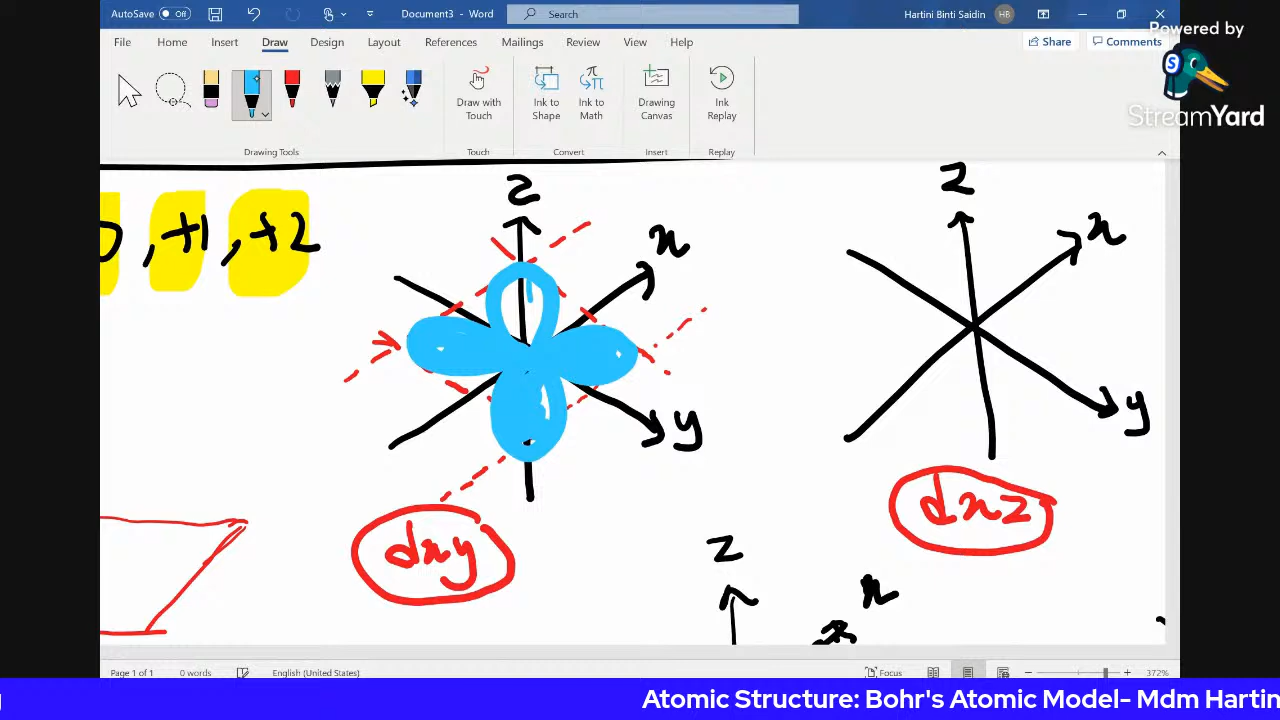 AutoSave Off Document3 - Word Search Hartini Binti Saidin HB
Powered by
StreamYard
File Home Insert Draw Design Layout References Mailings Review View Help Share Comments
Draw with Touch
Ink to Shape
Ink to Math
Drawing Canvas
Ink Replay
Drawing Tools Touch Convert Insert Replay
0, +1, +2
z
x
y
dxy
z
x
y
dxz
z
x
x
Page 1 of 1 0 words English (United States) Focus 372%
Atomic Structure: Bohr's Atomic Model- Mdm Hartin